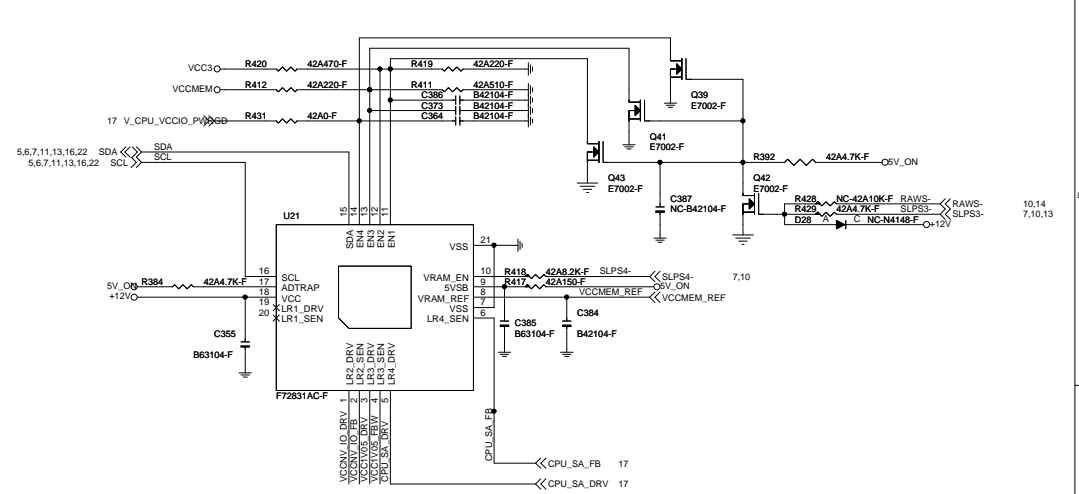 VCC3 R420 42A470-F R419 42A220-F
VCCMEM R412 42A220-F R411 42A510-F
C386 B42104-F
C373 B42104-F
17 R431 42A0-F C364 B42104-F
Q39
E7002-F
Q41
E7002-F
Q43
E7002-F
5,6,7,11,13,16,22 SDA SDA
5,6,7,11,13,16,22 SCL SCL
R392 42A4.7K-F 5V_ON
Q42
E7002-F
C387
NC-B42104-F
R428 NC-42A10K-F RAWS- RAWS- 10,14
R429 42A4.7K-F SLPS3- SLPS3- 7,10,13
D28 A C NC-N4148-F +12V
U21
15 14 13 12 11
SDA EN4 EN3 EN2 EN1
VSS 21
16 SCL
5V_ON R384 42A4.7K-F 17 ADTRAP
+12V 18 VCC
19 LR1_DRV
20 LR1_SEN
VRAM_EN 10 R418 42A8.2K-F SLPS4- SLPS4- 7,10
5VSB 9 R417 42A150-F 5V_ON
VRAM_REF 8 VCCMEM_REF VCCMEM_REF
VSS 7
LR4_SEN 6
C355
B63104-F
C385
B63104-F
C384
B42104-F
LR2_DRV LR2_SEN LR3_DRV LR3_SEN LR4_DRV
F72831AC-F
1 2 3 4 5
VCCNV_IO_DRV
VCCNV_IO_FB
VCC1V05_DRV
VCC1V05_FBW
CPU_SA_DRV
CPU_SA_FB
CPU_SA_FB 17
CPU_SA_DRV 17